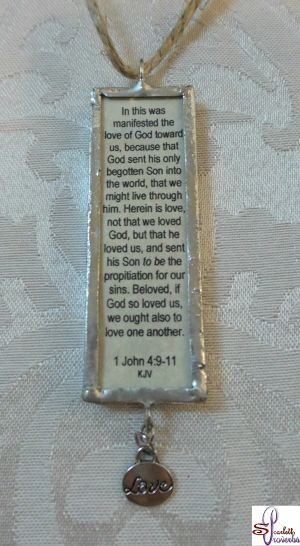 In this was
manifested the
love of God toward
us, because that
God sent his only
begotten Son into
the world, that we
might live through
him. Herein is love,
not that we loved
God, but that he
loved us, and sent
his Son to be the
propitiation for our
sins. Beloved, if
God so loved us,
we ought also to
love one another.
1 John 4:9-11
KJV
Love
Scarlett
Proverbs